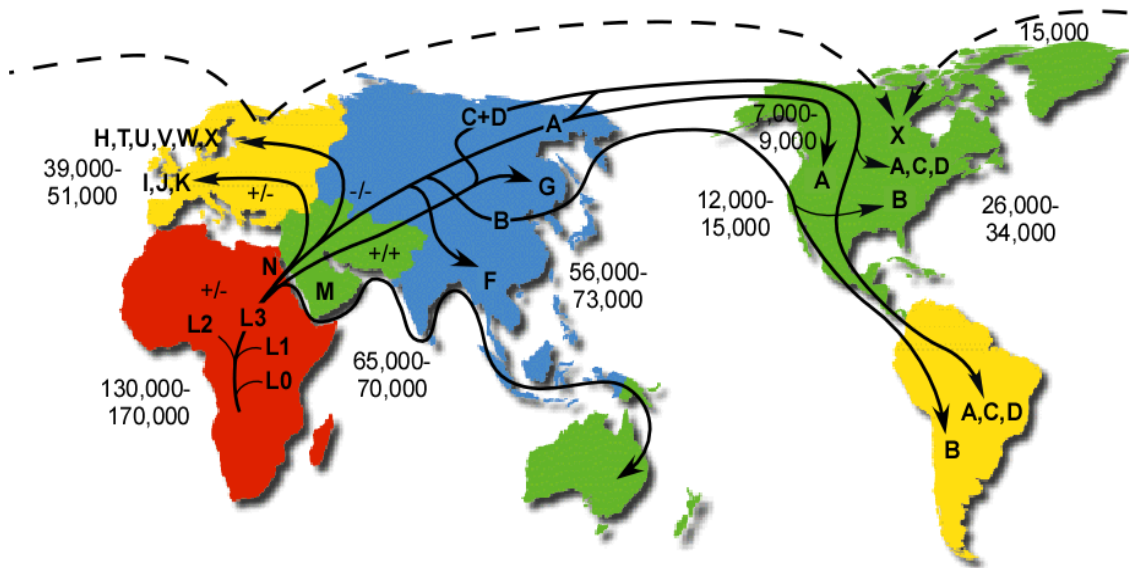 15,000
C+D
A
7,000-
9,000
X
H,T,U,V,W,X
39,000-
51,000
I,J,K
+/-
-/-
G
A
A,C,D
B
B
12,000-
15,000
26,000-
34,000
N
+/+
M
F
56,000-
73,000
+/-
L3
L2
L1
L0
65,000-
70,000
130,000-
170,000
A,C,D
B